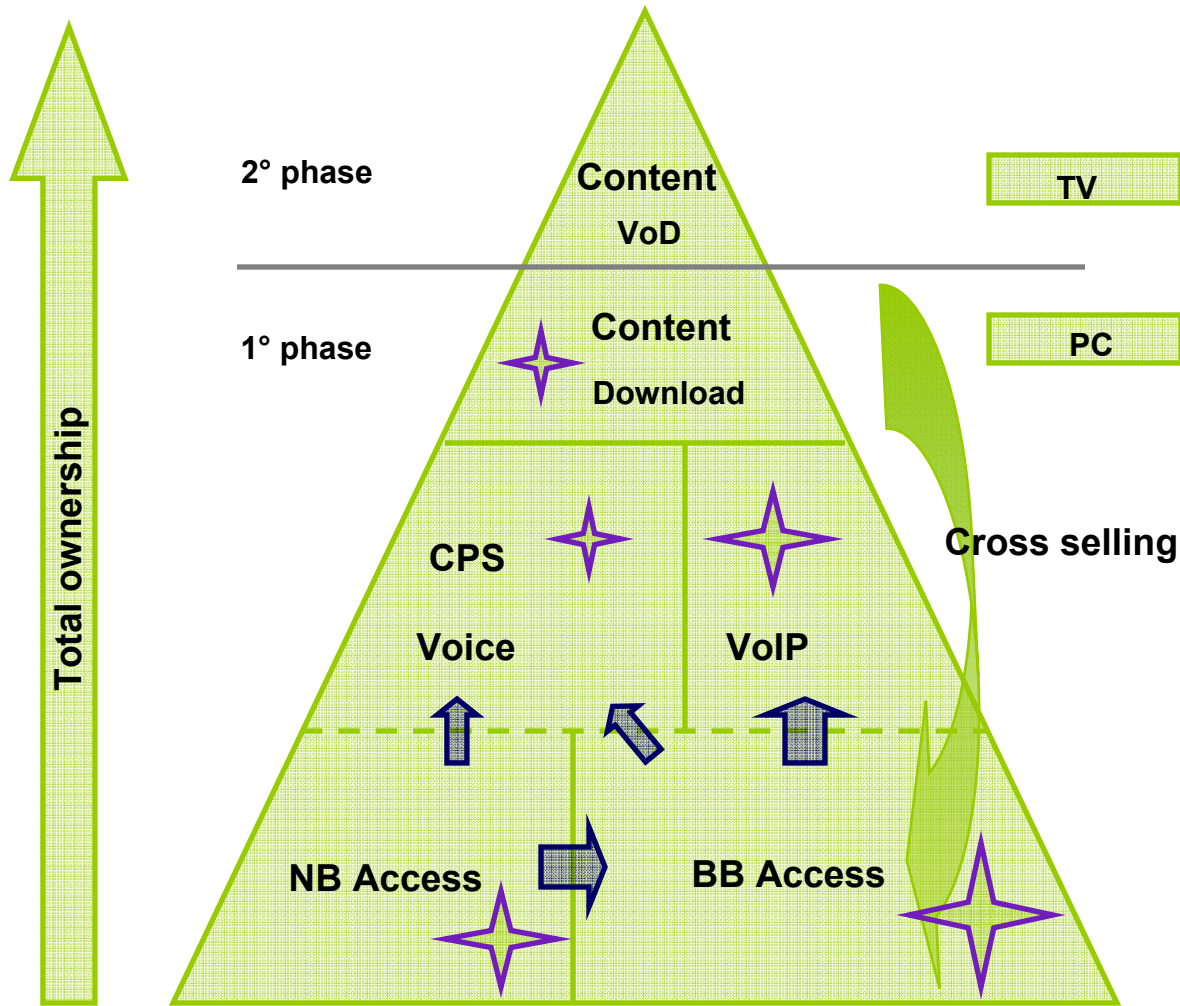 2° phase
Content
VoD
TV
1° phase
Content
Download
PC
Total ownership
CPS
Cross selling
Voice
VoIP
NB Access
BB Access